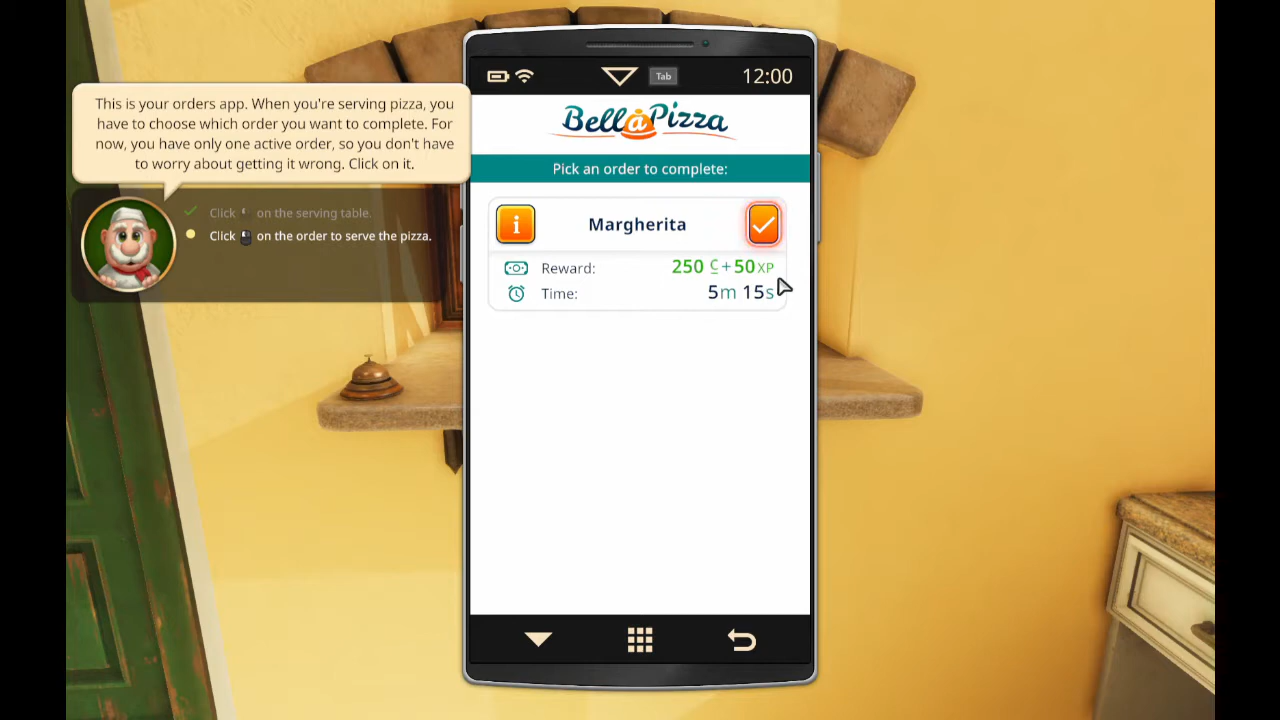 Tab
12:00
Bella Pizza
Pick an order to complete:
This is your orders app. When you're serving pizza, you
have to choose which order you want to complete. For
now, you have only one active order, so you don't have
to worry about getting it wrong. Click on it.
Click on the serving table.
Click on the order to serve the pizza.
i
Margherita
Reward:
250 C + 50 XP
Time:
5m 15s